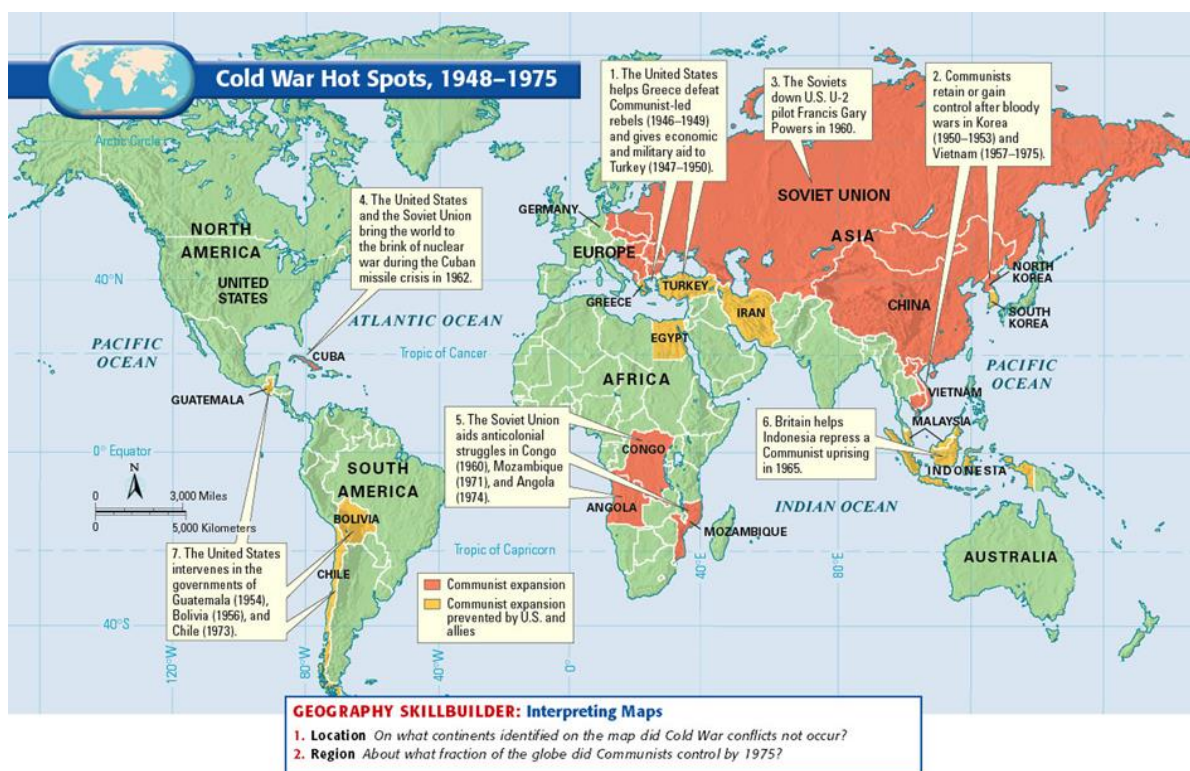 Cold War Hot Spots, 1948–1975
1. The United States
helps Greece defeat
Communist-led
rebels (1946–1949)
and gives economic
and military aid to
Turkey (1947–1950).
3. The Soviets
down U.S. U-2
pilot Francis Gary
Powers in 1960.
2. Communists
retain or gain
control after bloody
wars in Korea
(1950–1953) and
Vietnam (1957–1975).
Arctic Circle
4. The United States
and the Soviet Union
bring the world to
the brink of nuclear
war during the Cuban
missile crisis in 1962.
SOVIET UNION
GERMANY
NORTH
AMERICA
EUROPE
ASIA
40°N
UNITED
STATES
NORTH
KOREA
TURKEY
GREECE
CHINA
IRAN
SOUTH
KOREA
ATLANTIC OCEAN
EGYPT
PACIFIC
OCEAN
CUBA
Tropic of Cancer
PACIFIC
OCEAN
AFRICA
GUATEMALA
VIETNAM
MALAYSIA
5. The Soviet Union
aids anticolonial
struggles in Congo
(1960), Mozambique
(1971), and Angola
(1974).
6. Britain helps
Indonesia repress a
Communist uprising
in 1965.
0° Equator
CONGO
N
SOUTH
AMERICA
INDONESIA
0 3,000 Miles
0 5,000 Kilometers
ANGOLA
INDIAN OCEAN
BOLIVIA
MOZAMBIQUE
7. The United States
intervenes in the
governments of
Guatemala (1954),
Bolivia (1956), and
Chile (1973).
Tropic of Capricorn
AUSTRALIA
CHILE
Communist expansion
Communist expansion
prevented by U.S. and
allies
40°S
120°W
80°W
40°W
0°
40°E
80°E
GEOGRAPHY SKILLBUILDER: Interpreting Maps
1. Location On what continents identified on the map did Cold War conflicts not occur?
2. Region About what fraction of the globe did Communists control by 1975?